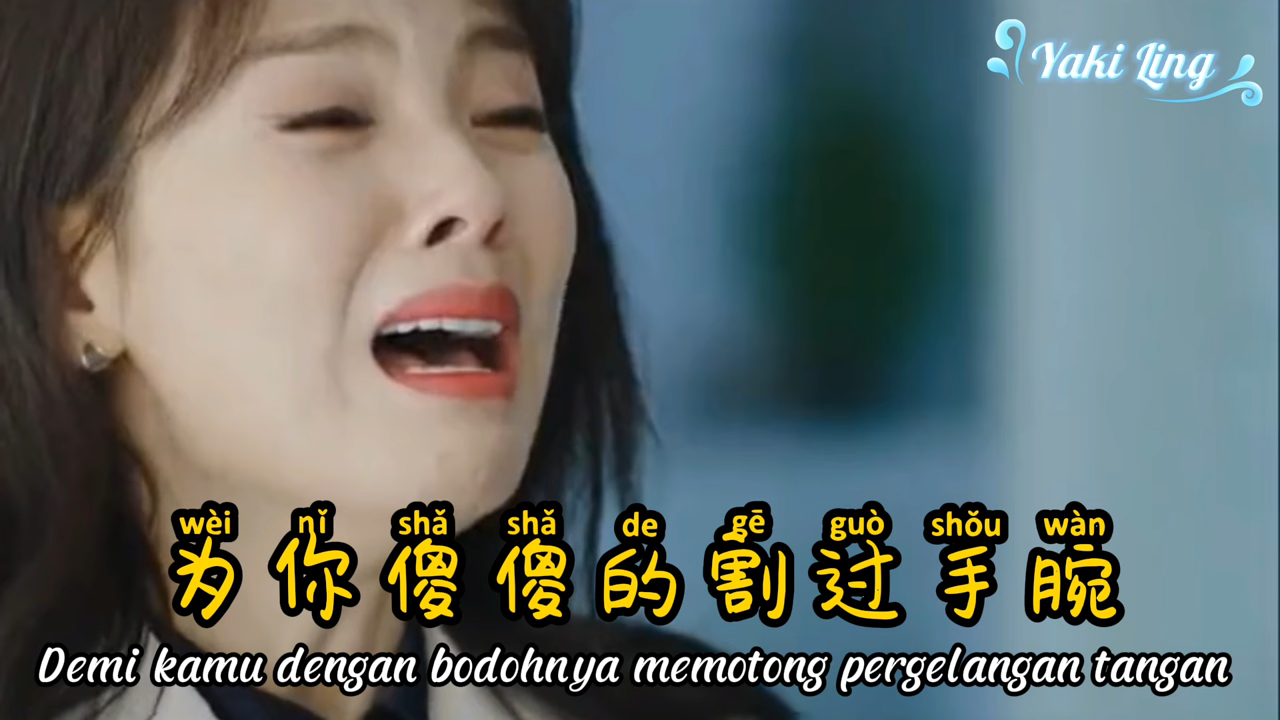 Yaki Ling
wèi nǐ shǎ shǎ de gē guò shǒu wàn
为你傻傻的割过手腕
Demi kamu dengan bodohnya memotong pergelangan tangan